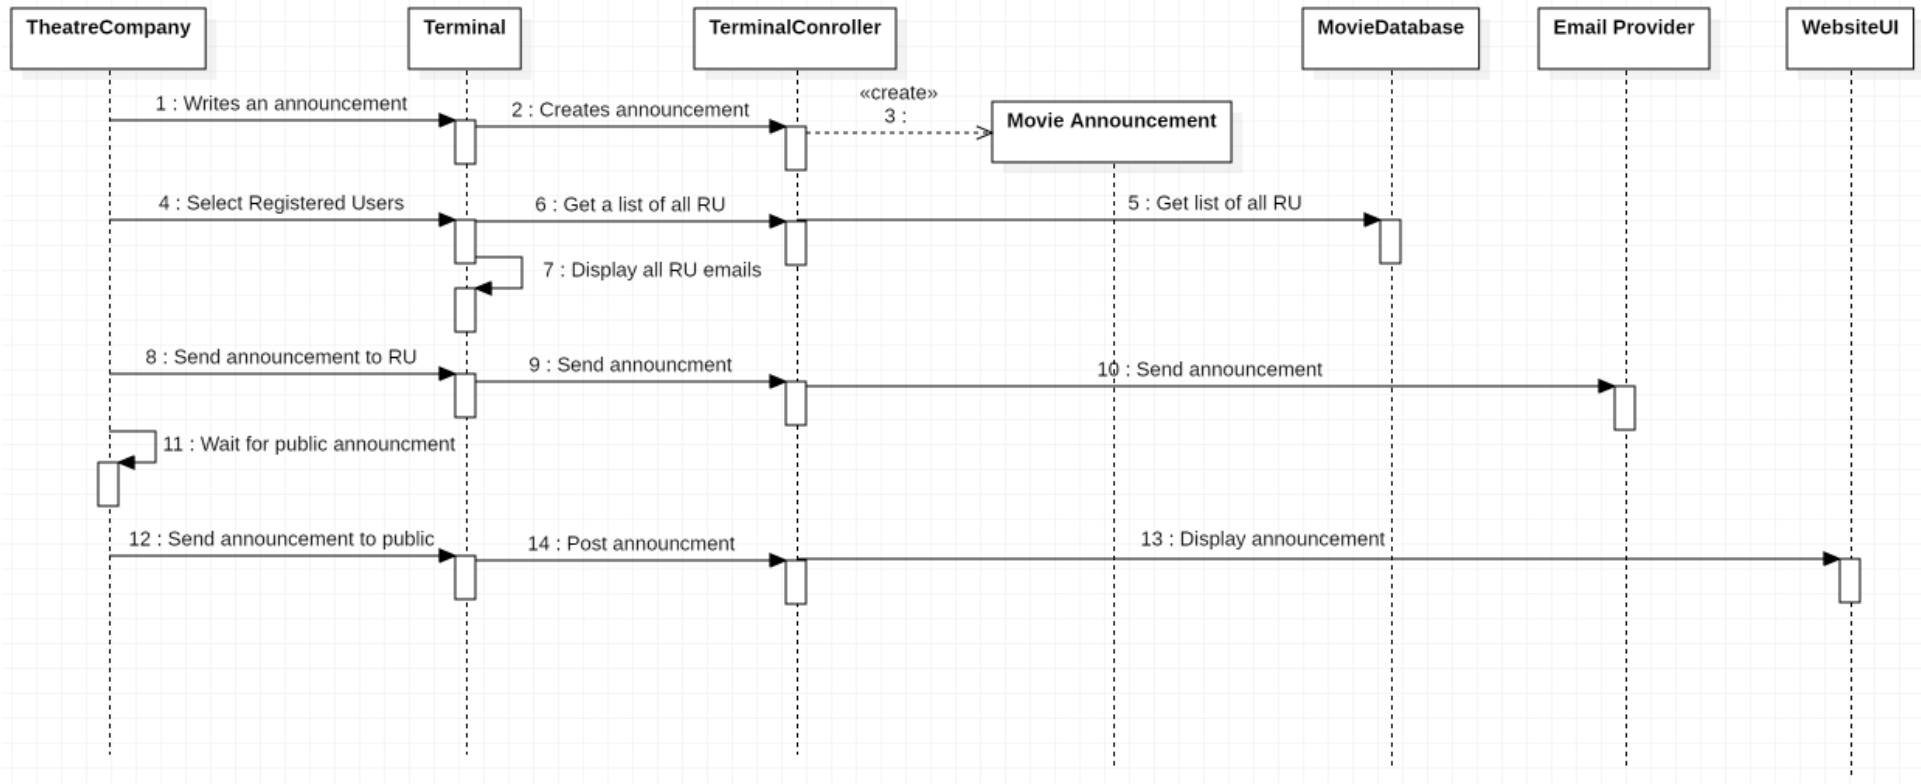 TheatreCompany
Terminal
TerminalConroller
MovieDatabase
Email Provider
WebsiteUI
«create»
3 :
Movie Announcement
1 : Writes an announcement
2 : Creates announcement
4 : Select Registered Users
6 : Get a list of all RU
5 : Get list of all RU
7 : Display all RU emails
8 : Send announcement to RU
9 : Send announcment
10 : Send announcement
11 : Wait for public announcment
12 : Send announcement to public
14 : Post announcment
13 : Display announcement